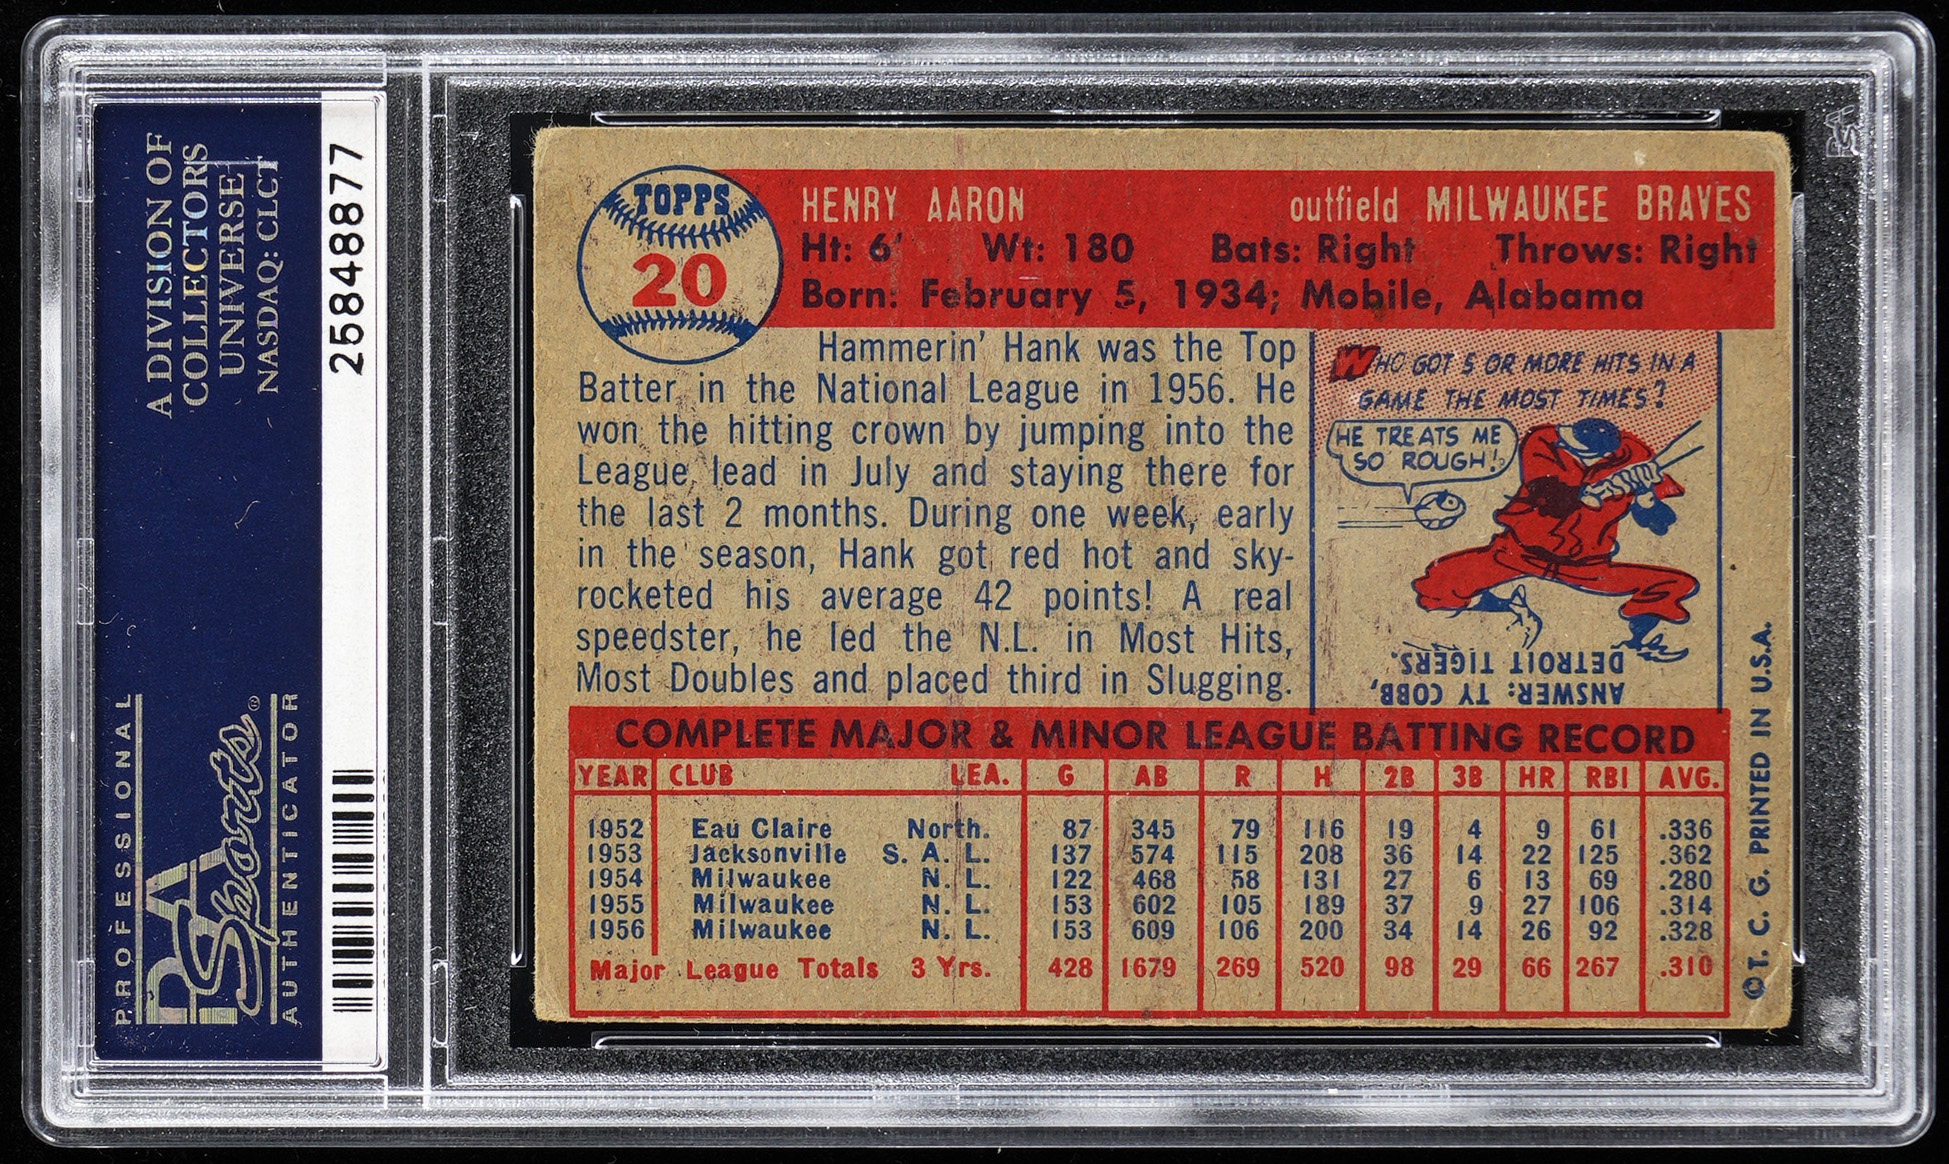 A DIVISION OF
COLLECTORS
UNIVERSE
NASDAQ: CLCT
25848877
PROFESSIONAL
PSA
Sports®
AUTHENTICATOR
TOPPS
20
HENRY AARON outfield MILWAUKEE BRAVES
Ht: 6' Wt: 180 Bats: Right Throws: Right
Born: February 5, 1934; Mobile, Alabama
Hammerin' Hank was the Top
Batter in the National League in 1956. He
won the hitting crown by jumping into the
League lead in July and staying there for
the last 2 months. During one week, early
in the season, Hank got red hot and sky-
rocketed his average 42 points! A real
speedster, he led the N.L. in Most Hits,
Most Doubles and placed third in Slugging.
WHO GOT 5 OR MORE HITS IN A
GAME THE MOST TIMES?
HE TREATS ME
SO ROUGH!
ANSWER: TY COBB,
DETROIT TIGERS.
COMPLETE MAJOR & MINOR LEAGUE BATTING RECORD
YEAR CLUB LEA. G AB R H 2B 3B HR RBI AVG.
1952 Eau Claire North. 87 345 79 116 19 4 9 61 .336
1953 Jacksonville S. A. L. 137 574 115 208 36 14 22 125 .362
1954 Milwaukee N. L. 122 468 58 131 27 6 13 69 .280
1955 Milwaukee N. L. 153 602 105 189 37 9 27 106 .314
1956 Milwaukee N. L. 153 609 106 200 34 14 26 92 .328
Major League Totals 3 Yrs. 428 1679 269 520 98 29 66 267 .310
© T. C. G. PRINTED IN U.S.A.
PSA